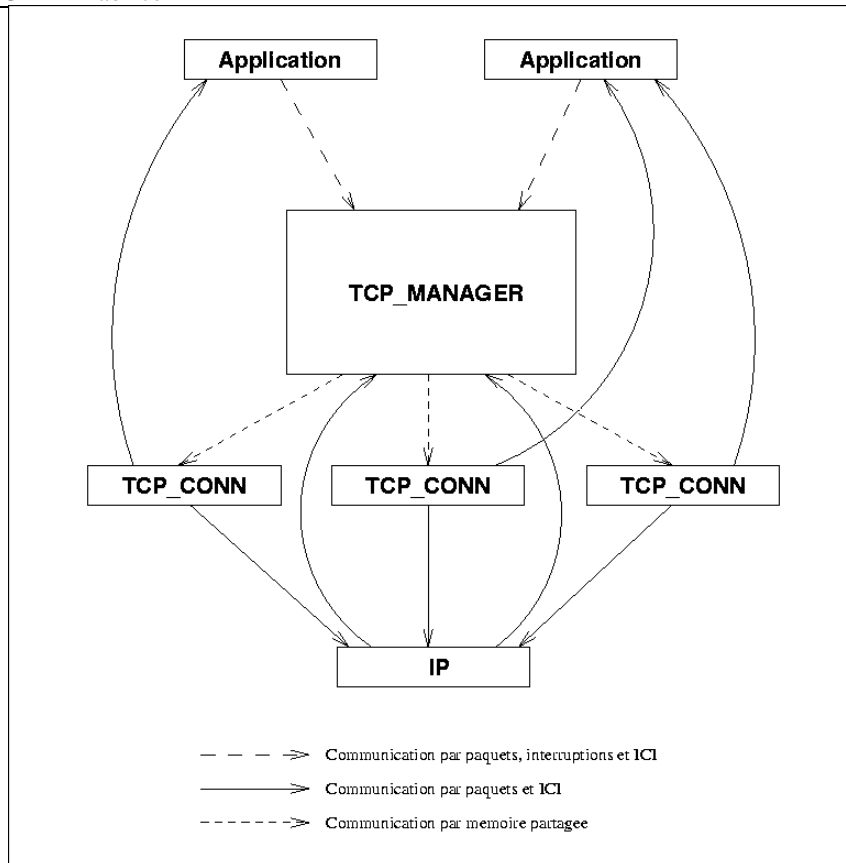 Application Application
TCP_MANAGER
TCP_CONN TCP_CONN TCP_CONN
IP
Communication par paquets, interruptions et ICI
Communication par paquets et ICI
Communication par memoire partagee